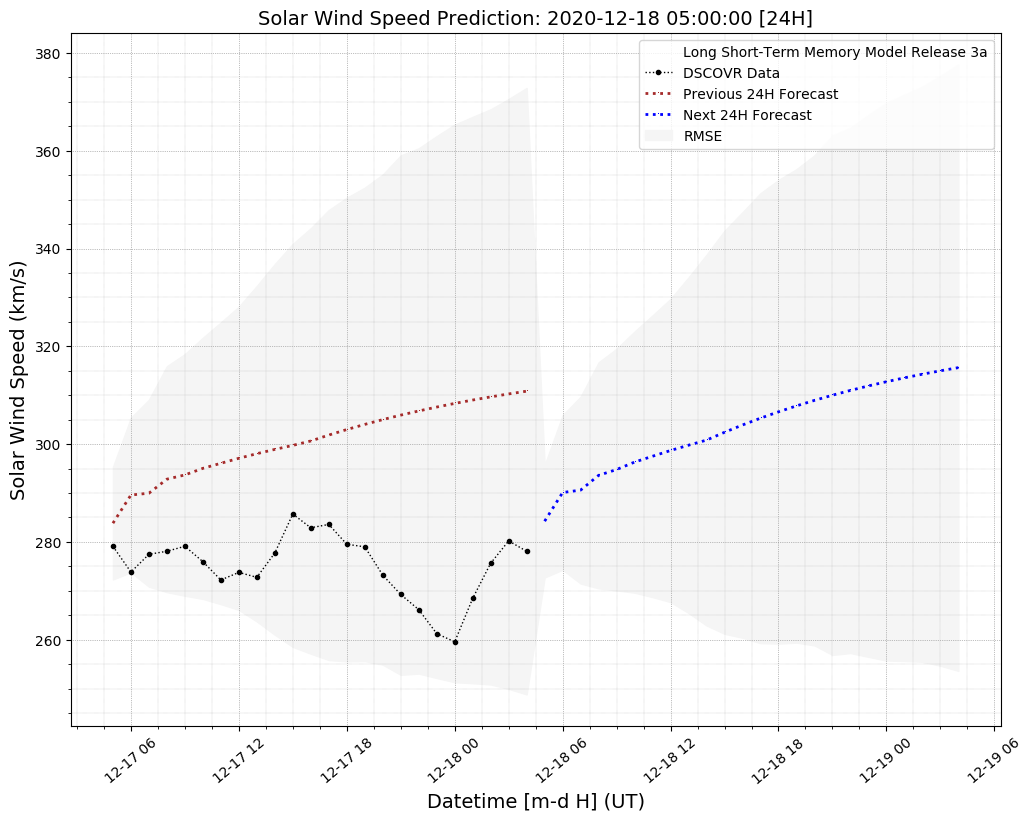 Solar Wind Speed Prediction: 2020-12-18 05:00:00 [24H]
Long Short-Term Memory Model Release 3a
DSCOVR Data
Previous 24H Forecast
Next 24H Forecast
RMSE
Solar Wind Speed (km/s)
380
360
340
320
300
280
260
12-17 06
12-17 12
12-17 18
12-18 00
12-18 06
12-18 12
12-18 18
12-19 00
12-19 06
Datetime [m-d H] (UT)